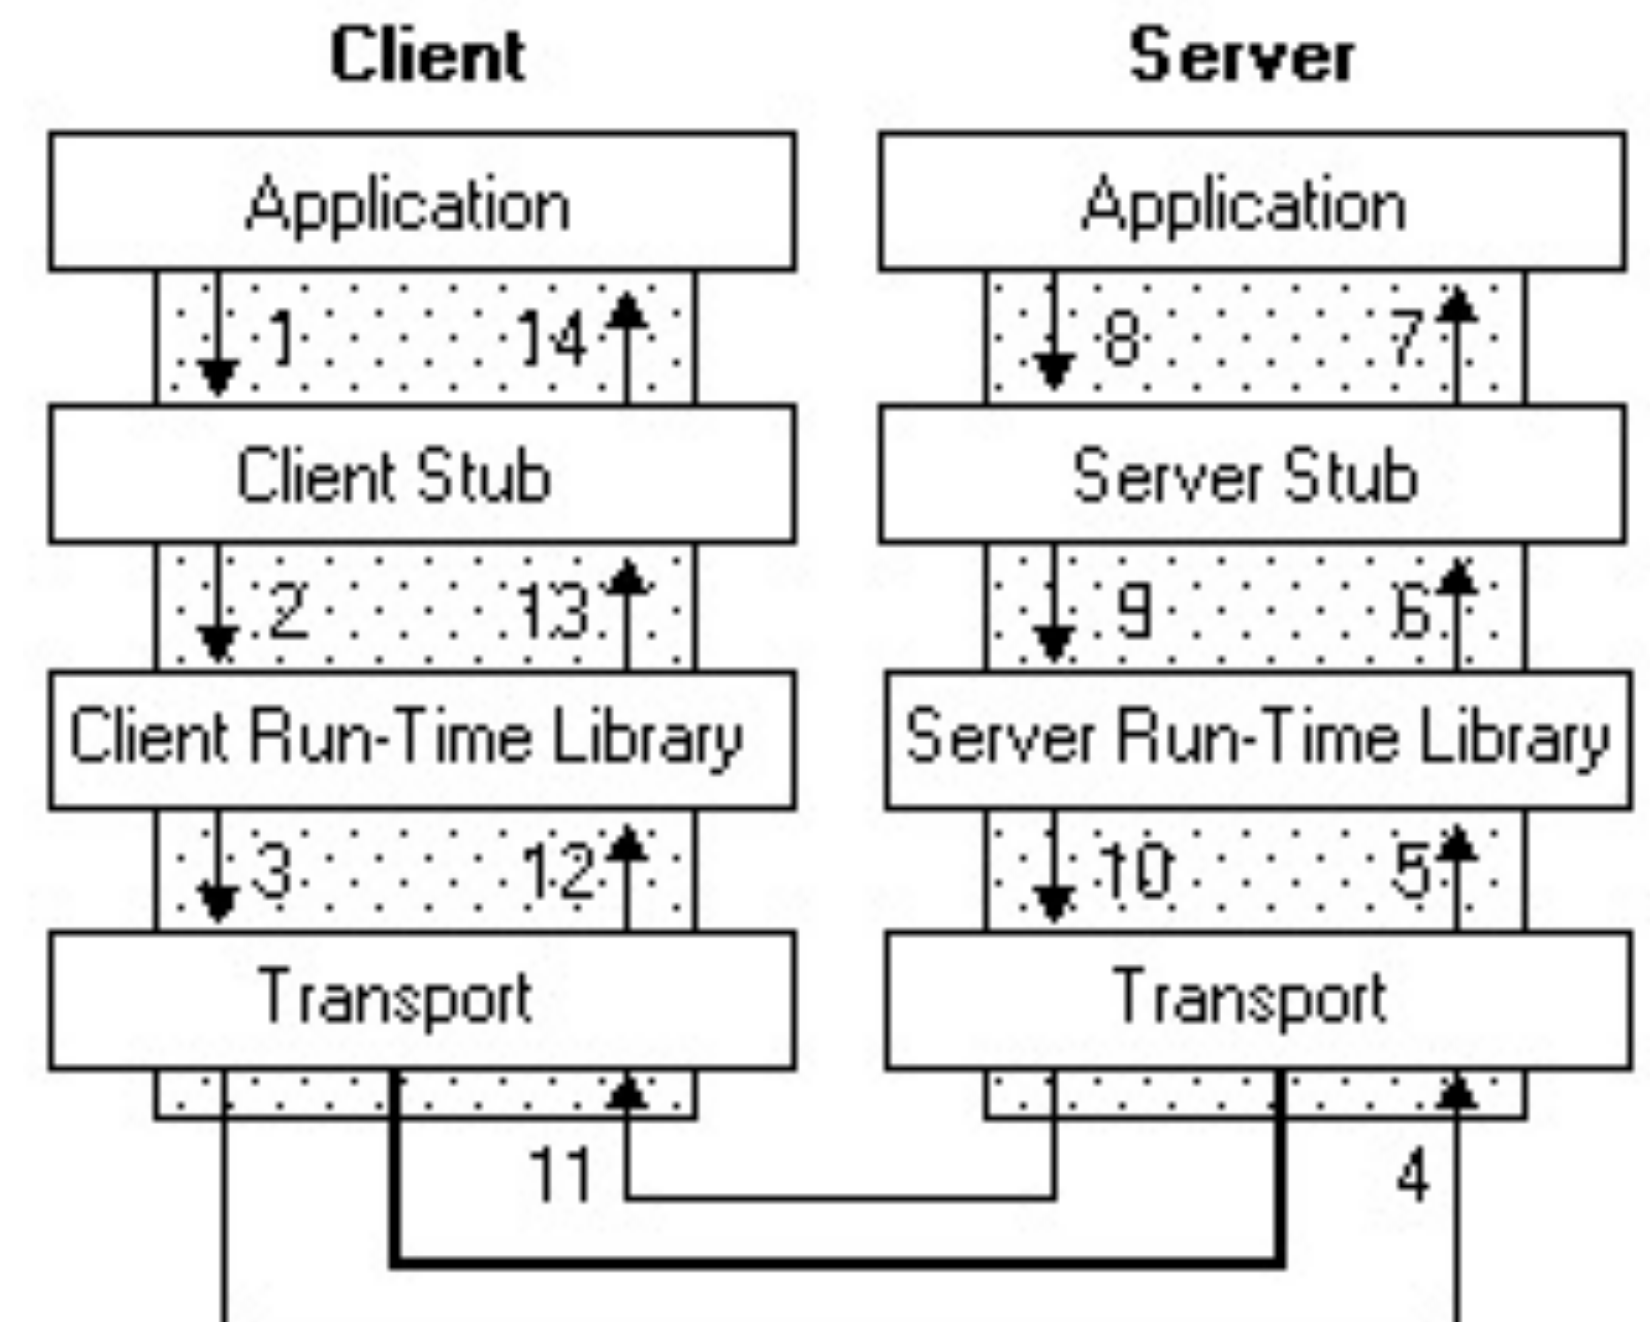 Client Server
Application Application
1 14 8 7
Client Stub Server Stub
2 13 9 6
Client Run-Time Library Server Run-Time Library
3 12 10 5
Transport Transport
11 4